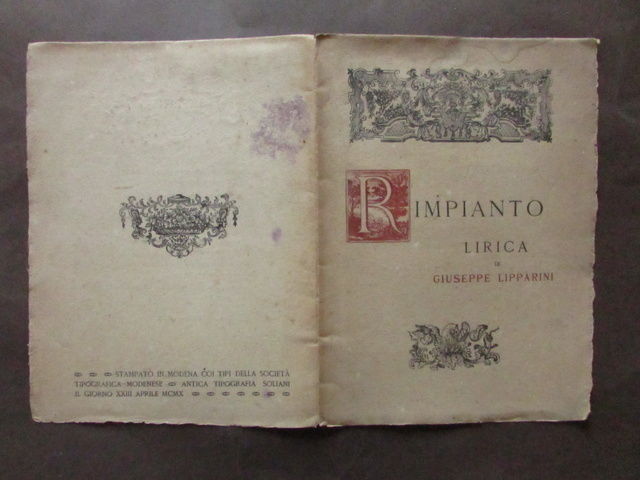 STAMPATO IN MODENA COI TIPI DELLA SOCIETÀ
TIPOGRAFICA MODENESE ANTICA TIPOGRAFIA SOLIANI
IL GIORNO XXIII APRILE MCMX
RIMPIANTO
LIRICA
DI
GIUSEPPE LIPPARINI